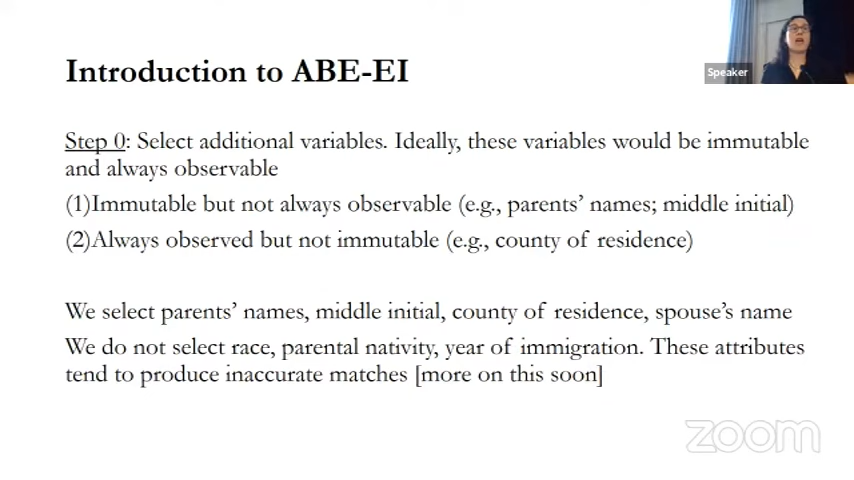 Introduction to ABE-EI
Speaker
Step 0: Select additional variables. Ideally, these variables would be immutable
and always observable
(1)Immutable but not always observable (e.g., parents' names; middle initial)
(2)Always observed but not immutable (e.g., county of residence)
We select parents' names, middle initial, county of residence, spouse's name
We do not select race, parental nativity, year of immigration. These attributes
tend to produce inaccurate matches [more on this soon]
zoom